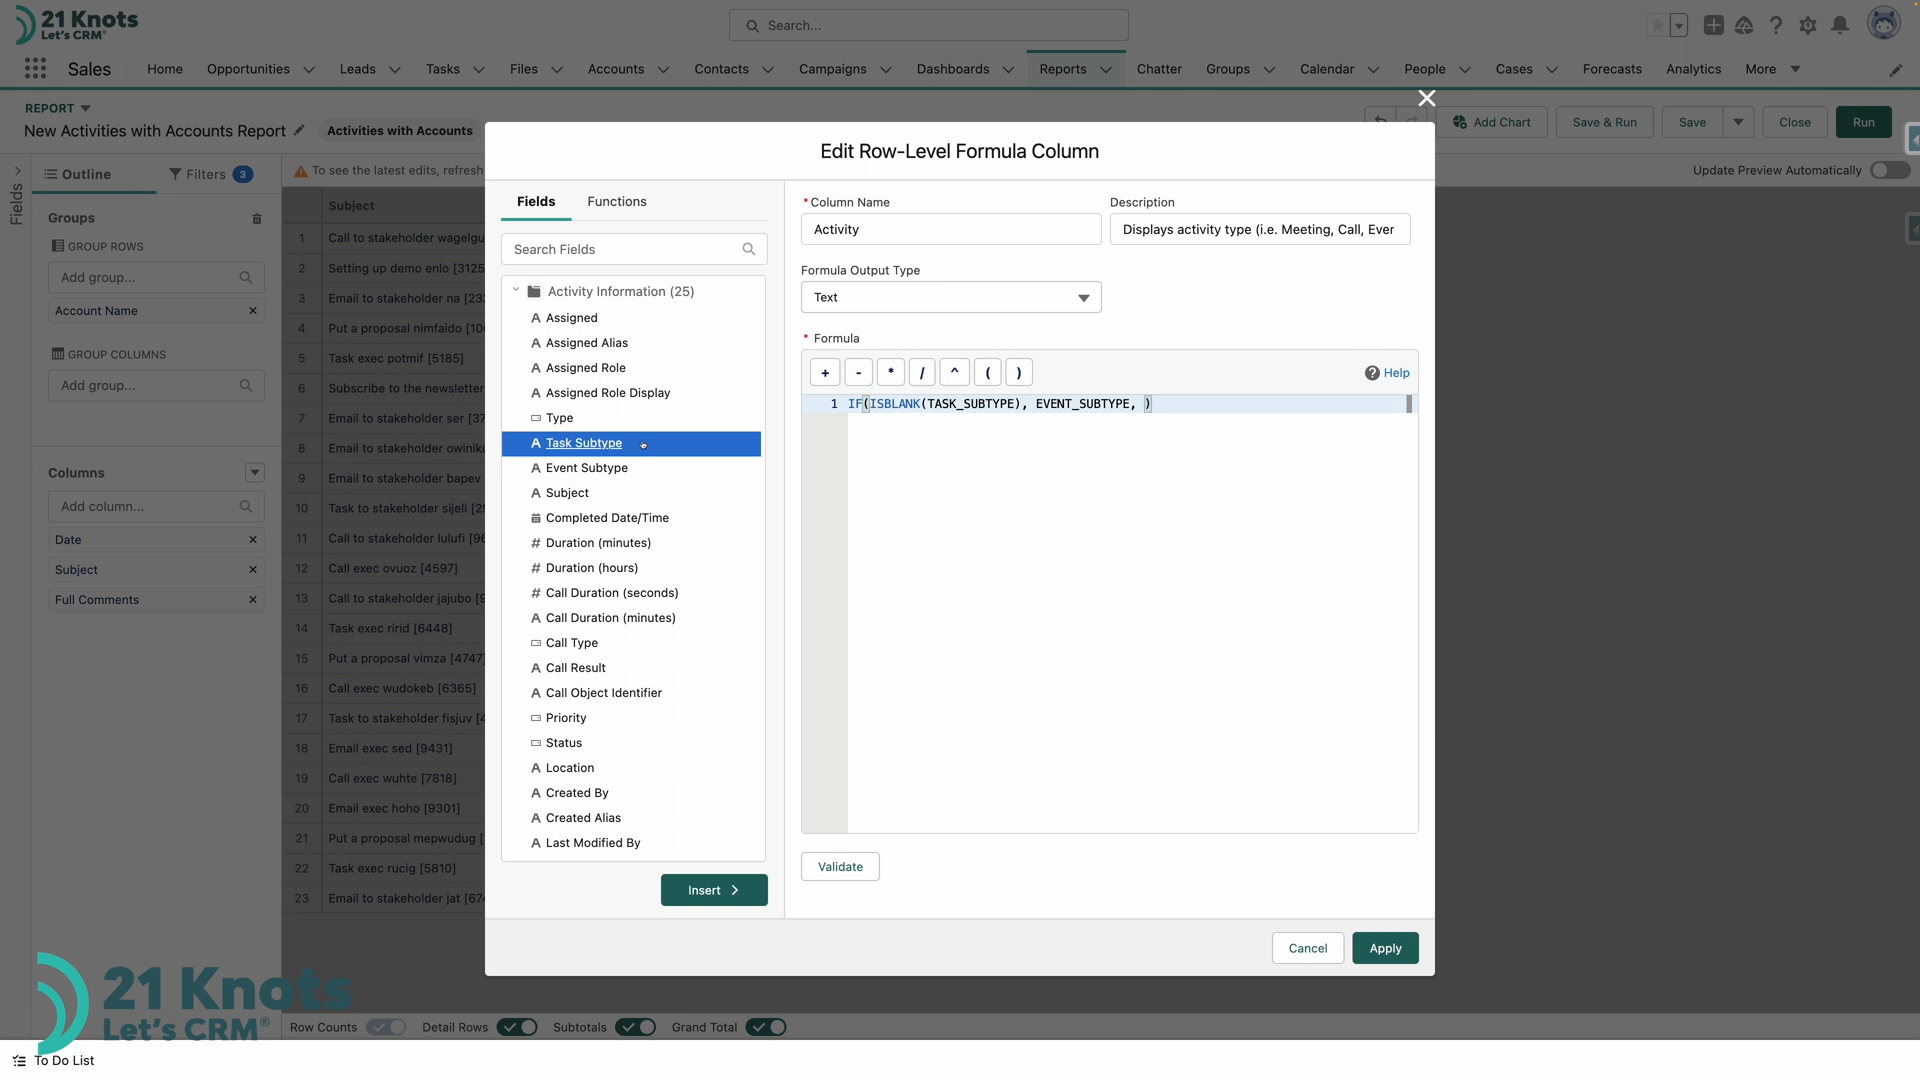 21 Knots
Let's CRM®
Search...
Sales
Home
Opportunities
Leads
Tasks
Files
Accounts
Contacts
Campaigns
Dashboards
Reports
Chatter
Groups
Calendar
People
Cases
Forecasts
Analytics
More
REPORT
New Activities with Accounts Report
Activities with Accounts
Add Chart
Save & Run
Save
Close
Run
Fields
Outline
Filters 3
To see the latest edits, refresh
Update Preview Automatically
Groups
GROUP ROWS
Add group...
Account Name
GROUP COLUMNS
Add group...
Columns
Add column...
Date
Subject
Full Comments
Subject
1 Call to stakeholder wagelgu
2 Setting up demo enlo [3125
3 Email to stakeholder na [23
4 Put a proposal nimfaido [10
5 Task exec potmif [5185]
6 Subscribe to the newsletter
7 Email to stakeholder ser [37
8 Email to stakeholder owinik
9 Email to stakeholder bapev
10 Task to stakeholder sijeli [2
11 Call to stakeholder lulufi [96
12 Call exec ovuoz [4597]
13 Call to stakeholder jajubo [
14 Task exec ririd [6448]
15 Put a proposal vimza [4747]
16 Call exec wudokeb [6365]
17 Task to stakeholder fisjuv [4
18 Email exec sed [9431]
19 Call exec wuhte [7818]
20 Email exec hoho [9301]
21 Put a proposal mepwudug [
22 Task exec rucig [5810]
23 Email to stakeholder jat [67
Edit Row-Level Formula Column
Fields
Functions
Search Fields
Activity Information (25)
Assigned
Assigned Alias
Assigned Role
Assigned Role Display
Type
Task Subtype
Event Subtype
Subject
Completed Date/Time
Duration (minutes)
Duration (hours)
Call Duration (seconds)
Call Duration (minutes)
Call Type
Call Result
Call Object Identifier
Priority
Status
Location
Created By
Created Alias
Last Modified By
Insert
* Column Name
Activity
Description
Displays activity type (i.e. Meeting, Call, Ever
Formula Output Type
Text
* Formula
+ - * / ^ ( )
Help
1 IF(ISBLANK(TASK_SUBTYPE), EVENT_SUBTYPE, )
Validate
Cancel
Apply
21 Knots
Let's CRM®
Row Counts
Detail Rows
Subtotals
Grand Total
To Do List